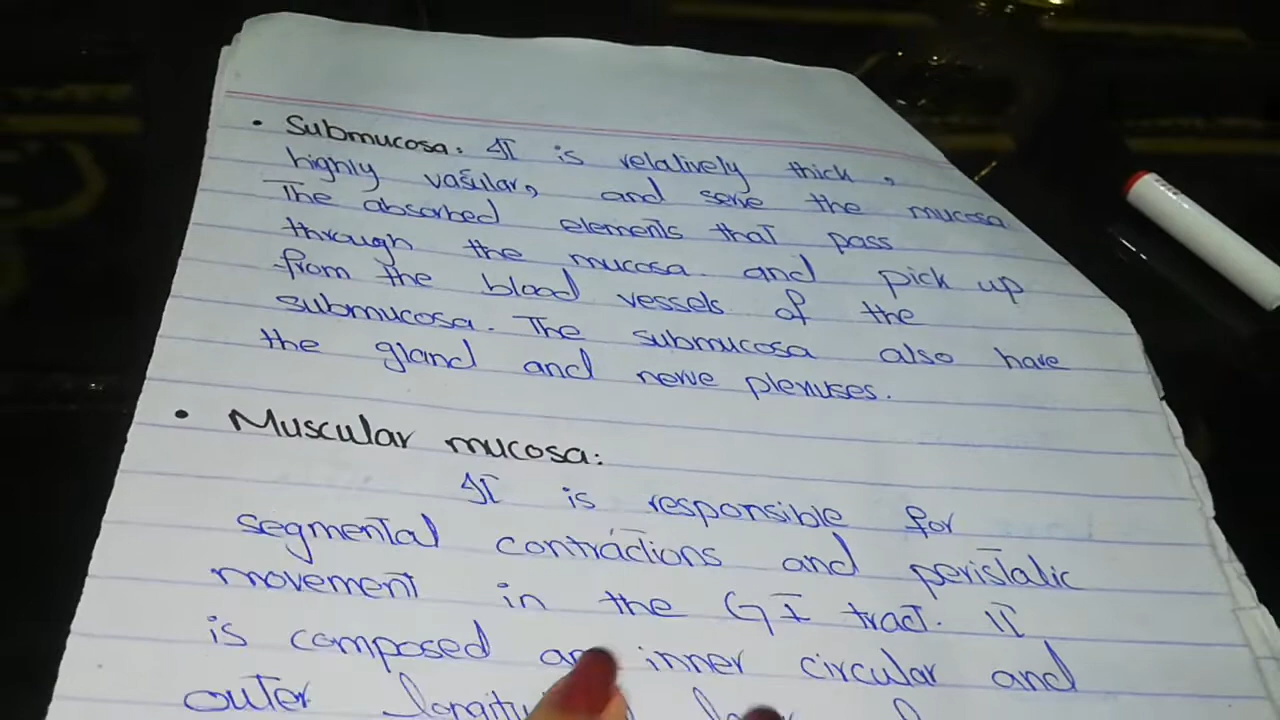 • Submucosa: It is relatively thick,
highly vasular, and serve the mucosa
The absorbed elements that pass
through the mucosa and pick up
from the blood vessels of the
submucosa. The submucosa also have
the gland and nerve plexuses.
• Muscular mucosa:
It is responsible for
segmental contractions and peristalic
movement in the GI tract. It
is composed inner circular and
outer